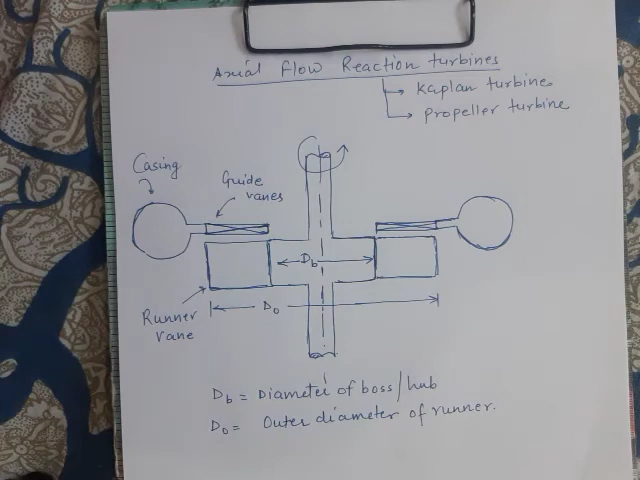 Axial Flow Reaction turbines
kaplan turbine
propeller turbine
Casing
Guide
vanes
Db
Do
Runner
vane
Db = Diameter of boss/hub
Do = Outer diameter of runner.